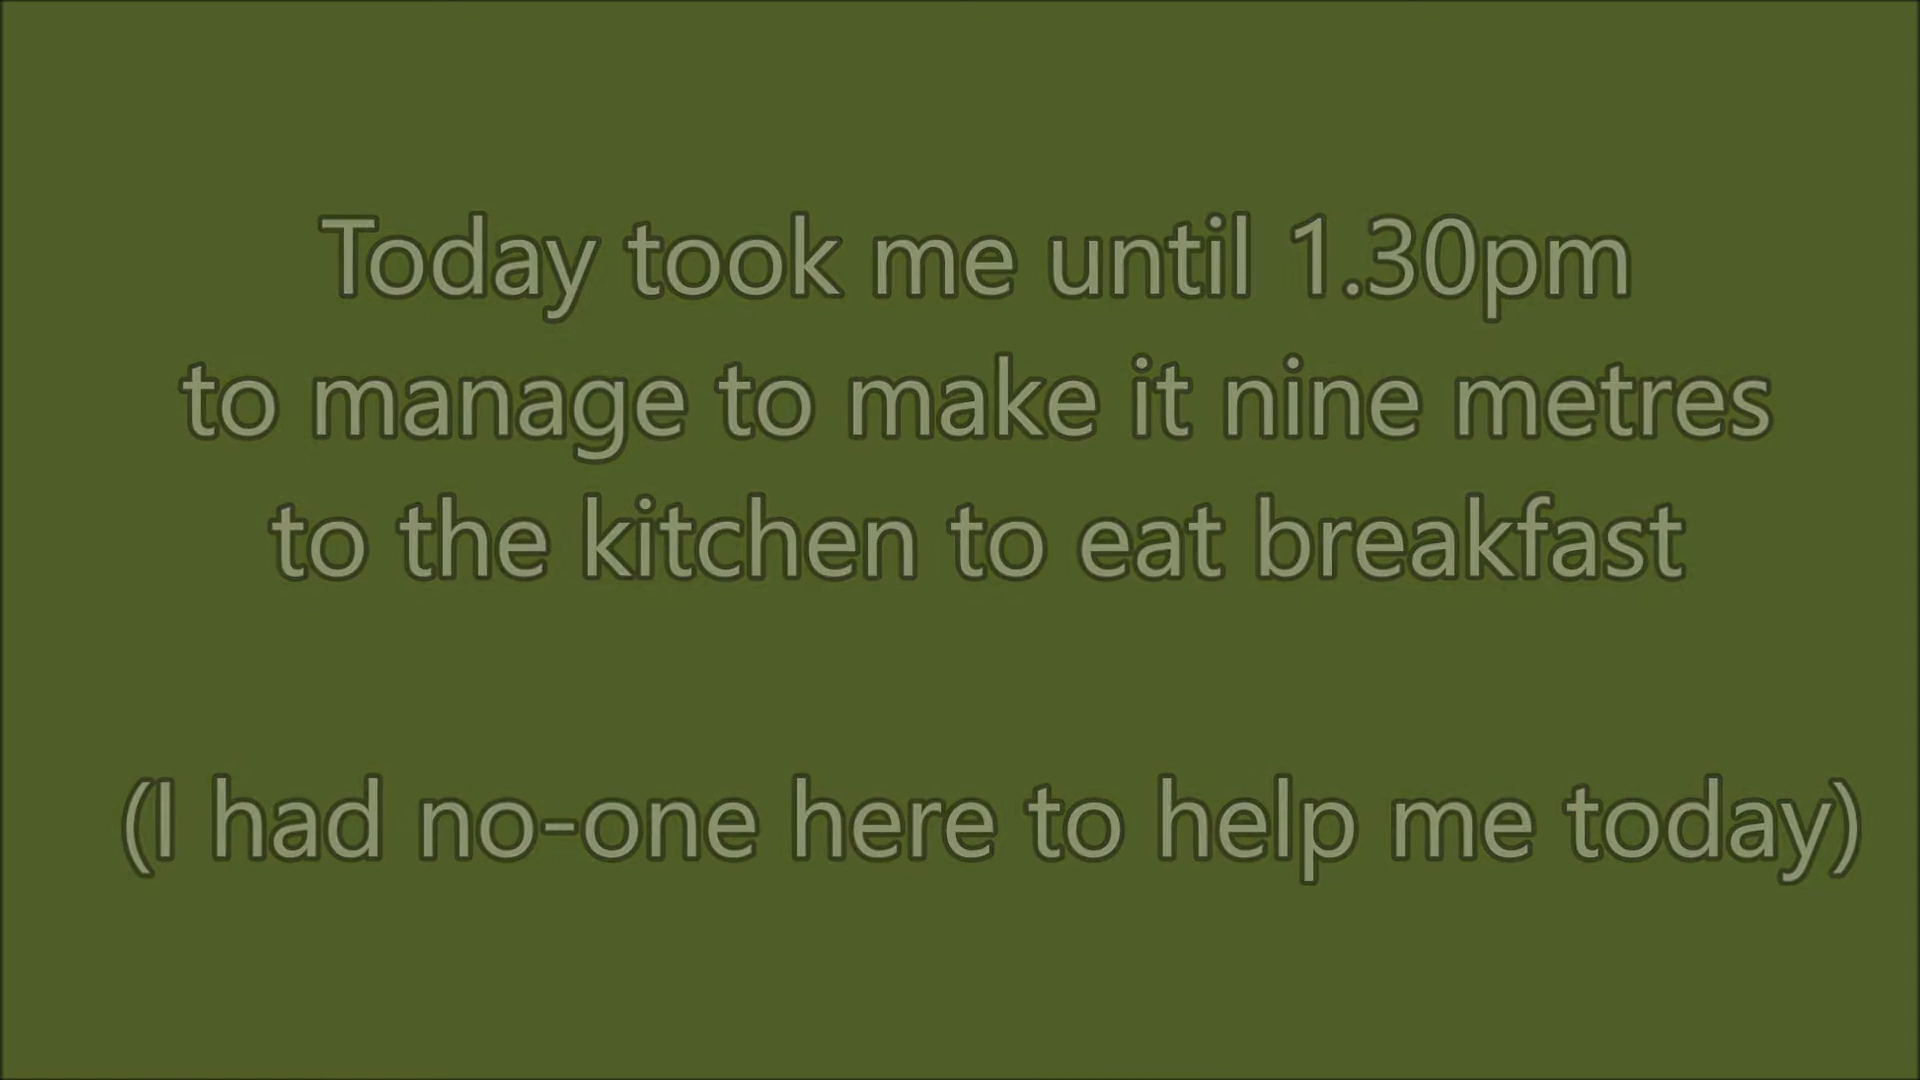 Today took me until 1.30pm
to manage to make it nine metres
to the kitchen to eat breakfast
(I had no-one here to help me today)